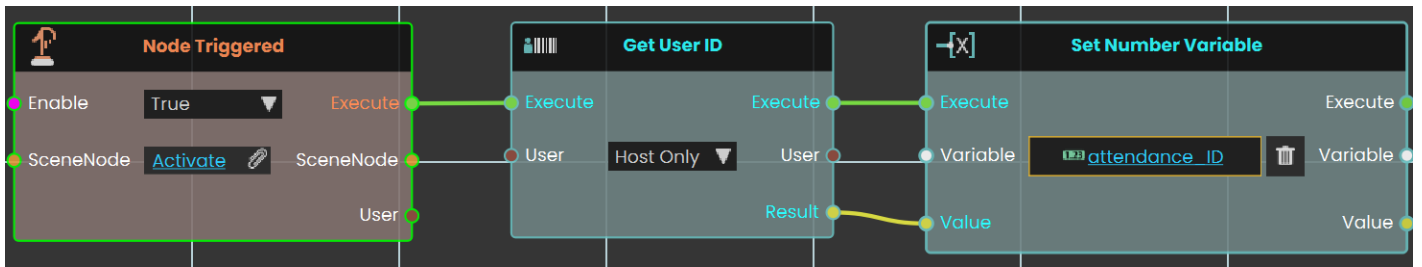 Node Triggered
Enable True Execute
SceneNode Activate SceneNode
User
Get User ID
Execute Execute
User Host Only User
Result
[x] Set Number Variable
Execute Execute
Variable 123 attendance_ID Variable
Value Value